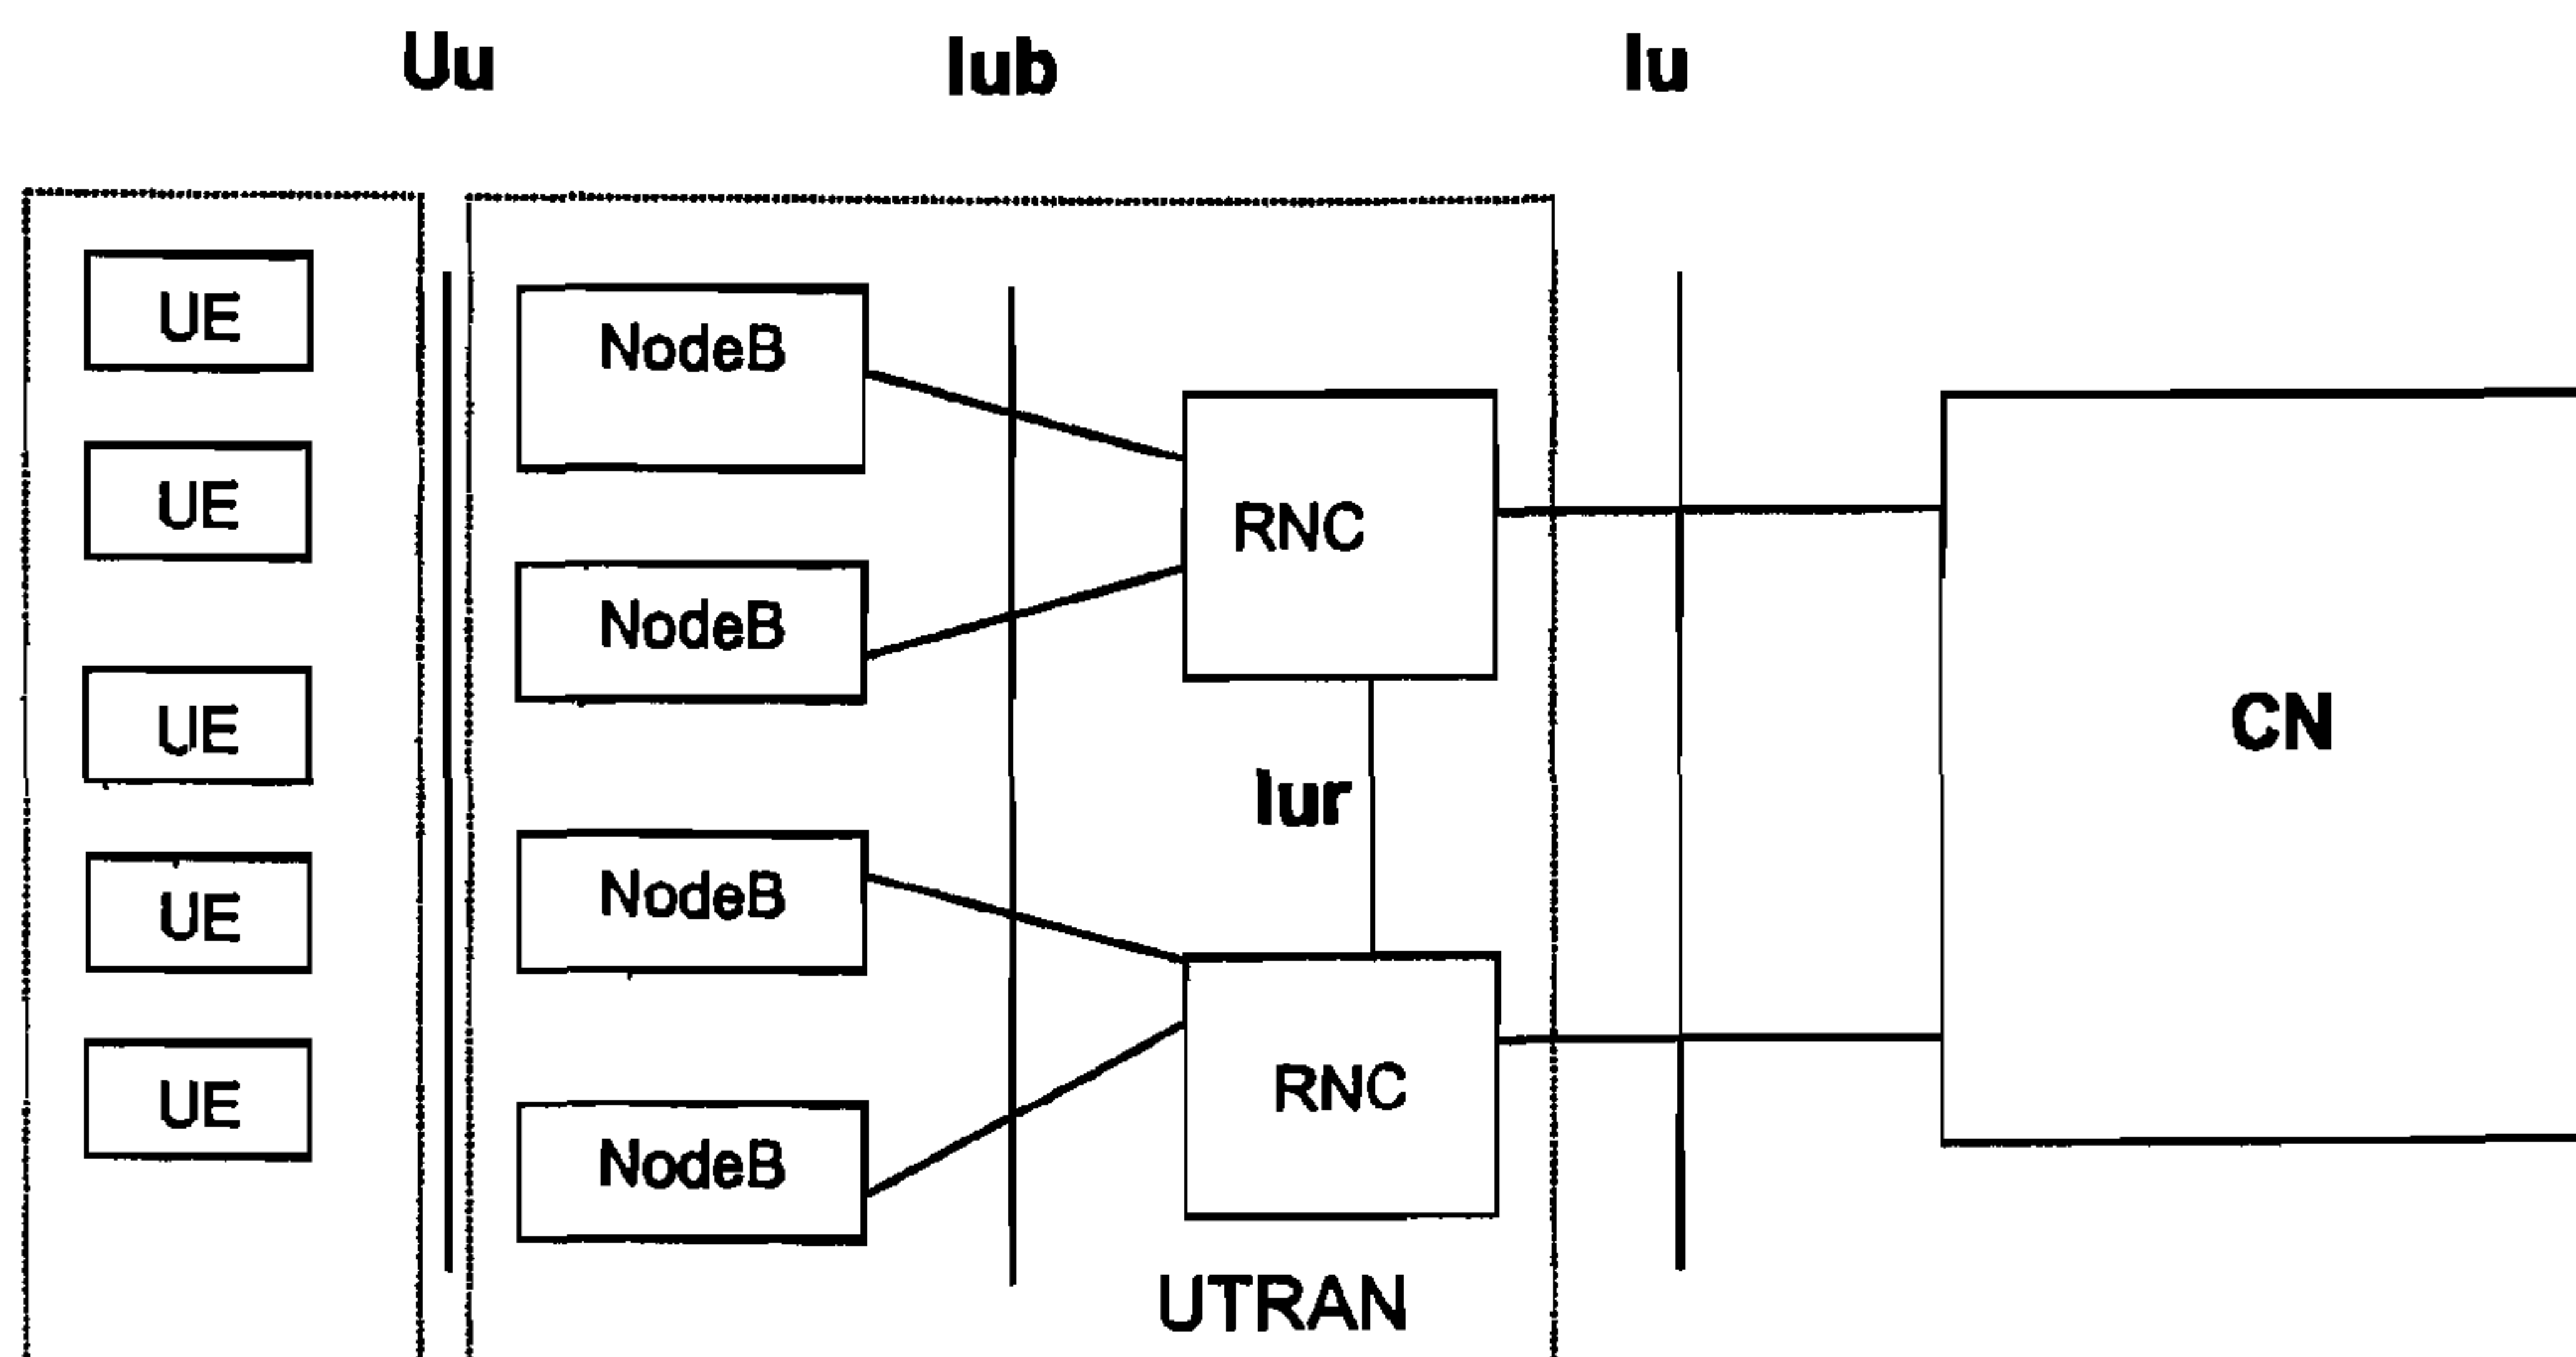 Uu
Iub
Iu
UE
UE
UE
UE
UE
NodeB
NodeB
NodeB
NodeB
RNC
Iur
RNC
UTRAN
CN